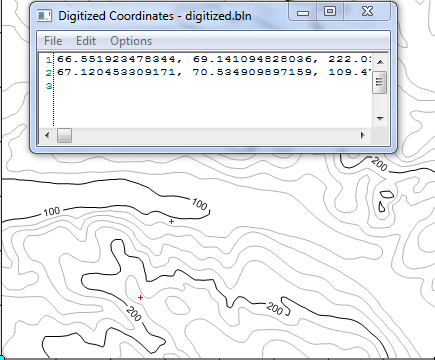 Digitized Coordinates - digitized.bln
File Edit Options
1 66.551923478344, 69.141094828036, 222.0
2 67.120453309171, 70.534909897159, 109.4
3
200
100
100
200
200